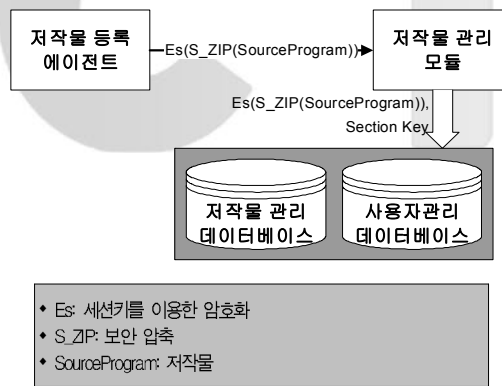 저작물 등록
에이전트
Es(S_ZIP(SourceProgram))
저작물 관리
모듈
Es(S_ZIP(SourceProgram)),
Section Key
저작물 관리
데이터베이스
사용자관리
데이터베이스
◆ Es: 세션키를 이용한 암호화
◆ S_ZIP: 보안 압축
◆ SourceProgram: 저작물